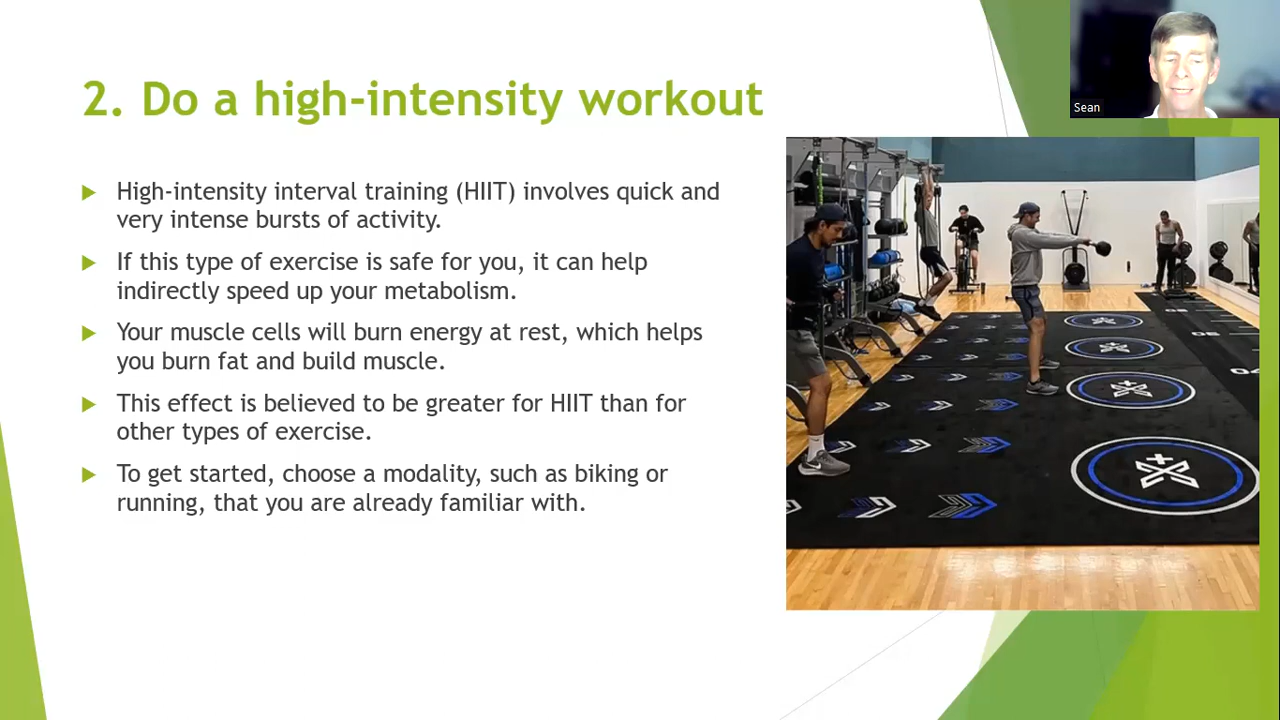 Sean
2. Do a high-intensity workout
High-intensity interval training (HIIT) involves quick and
very intense bursts of activity.
If this type of exercise is safe for you, it can help
indirectly speed up your metabolism.
Your muscle cells will burn energy at rest, which helps
you burn fat and build muscle.
This effect is believed to be greater for HIIT than for
other types of exercise.
To get started, choose a modality, such as biking or
running, that you are already familiar with.